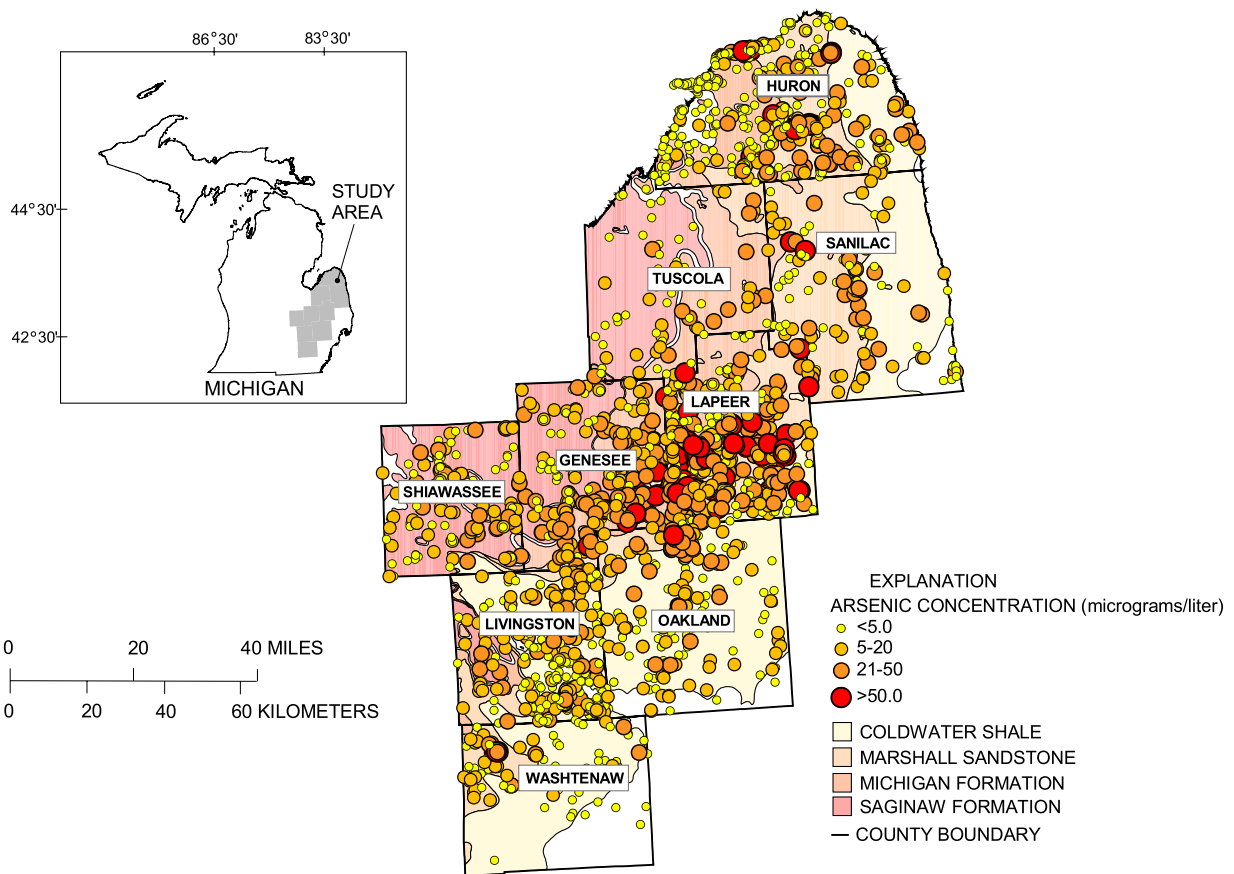 86°30'
83°30'
STUDY
AREA
44°30'
42°30'
MICHIGAN
HURON
SANILAC
TUSCOLA
LAPEER
GENESEE
SHIAWASSEE
LIVINGSTON
OAKLAND
WASHTENAW
0 20 40 MILES
0 20 40 60 KILOMETERS
EXPLANATION
ARSENIC CONCENTRATION (micrograms/liter)
<5.0
5-20
21-50
>50.0
COLDWATER SHALE
MARSHALL SANDSTONE
MICHIGAN FORMATION
SAGINAW FORMATION
COUNTY BOUNDARY